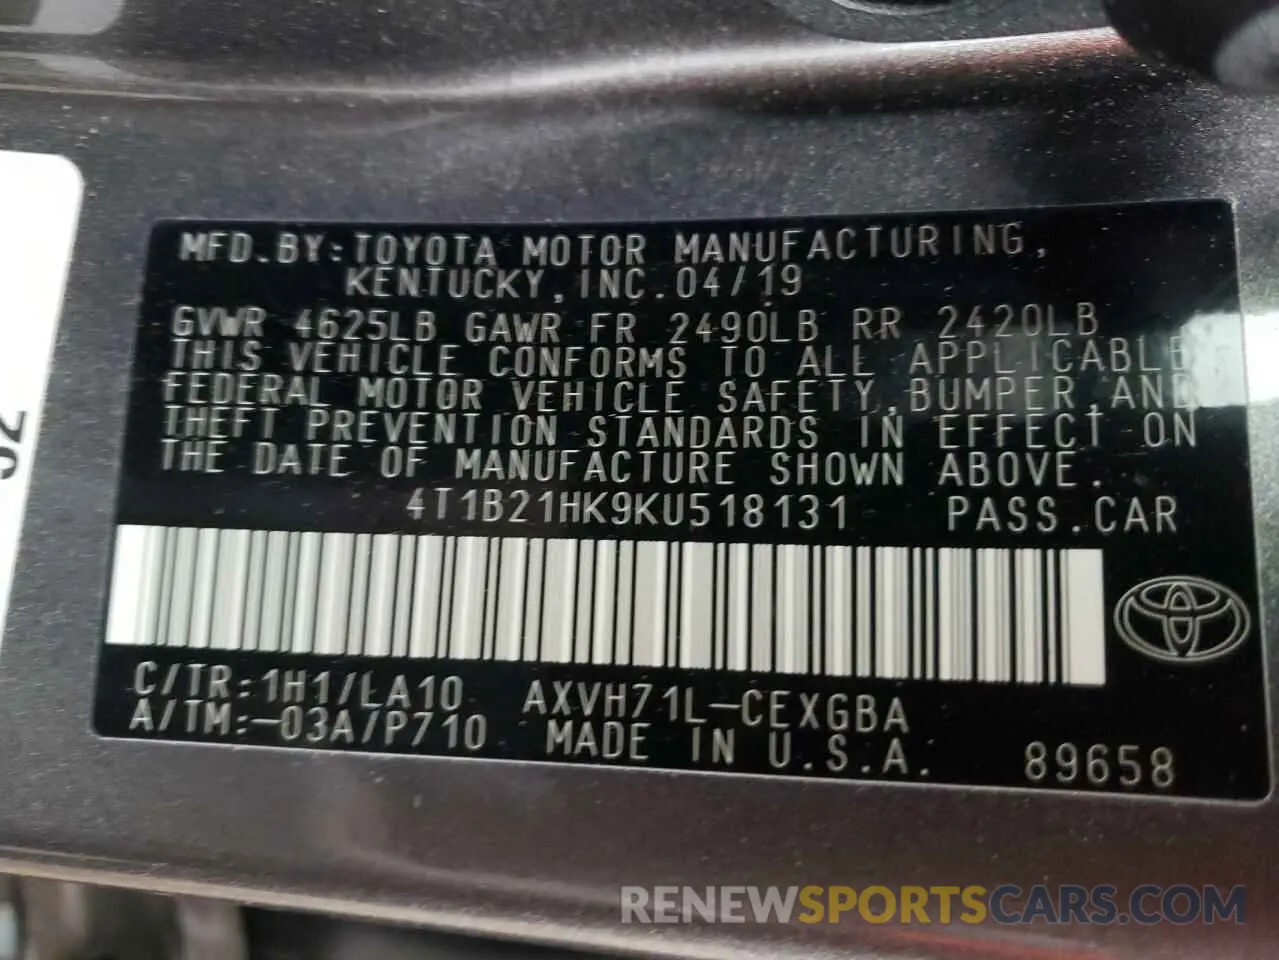 MFD.BY:TOYOTA MOTOR MANUFACTURING,
KENTUCKY,INC.04/19
GVWR 4625LB GAWR FR 2490LB RR 2420LB
THIS VEHICLE CONFORMS TO ALL APPLICABLE
FEDERAL MOTOR VEHICLE SAFETY,BUMPER,AND
THEFT PREVENTION STANDARDS IN EFFECT ON
THE DATE OF MANUFACTURE SHOWN ABOVE.
4T1B21HK9KU518131 PASS.CAR
C/TR:1H1/LA10 AXVH71L-CEXGBA
A/TM:-03A/P710 MADE IN U.S.A. 89658
RENEWSPORTSCARS.COM